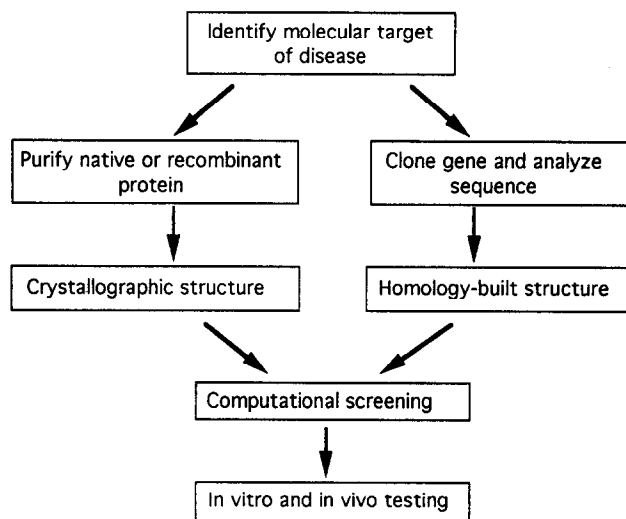 Identify molecular target
of disease
Purify native or recombinant
protein
Clone gene and analyze
sequence
Crystallographic structure
Homology-built structure
Computational screening
In vitro and in vivo testing